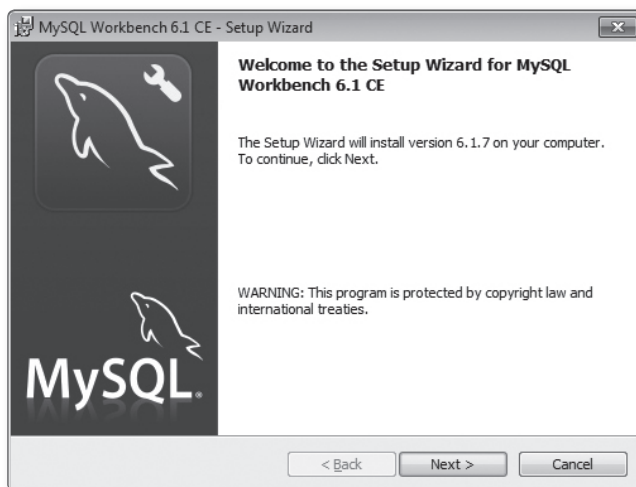 MySQL Workbench 6.1 CE - Setup Wizard
Welcome to the Setup Wizard for MySQL
Workbench 6.1 CE
The Setup Wizard will install version 6.1.7 on your computer.
To continue, click Next.
WARNING: This program is protected by copyright law and
international treaties.
MySQL.
< Back
Next >
Cancel